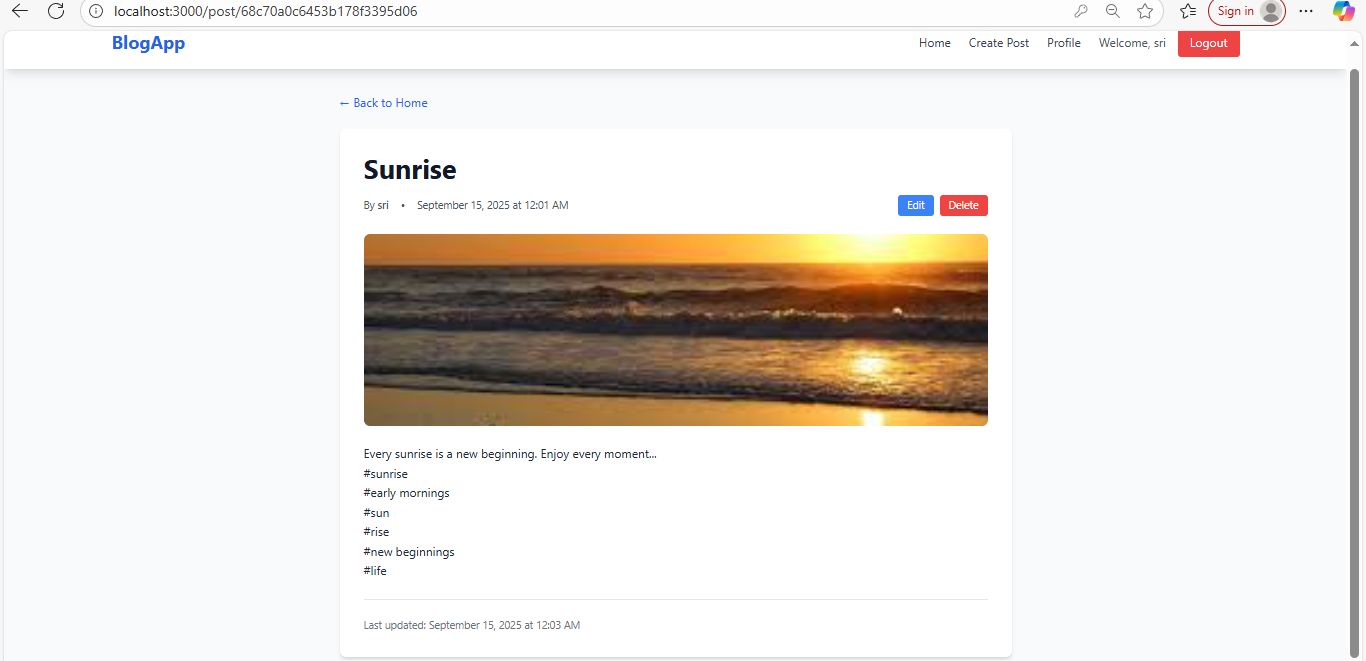 localhost:3000/post/68c70a0c6453b178f3395d06
Sign in
BlogApp
Home Create Post Profile Welcome, sri Logout
← Back to Home
Sunrise
By sri • September 15, 2025 at 12:01 AM
Edit Delete
Every sunrise is a new beginning. Enjoy every moment...
#sunrise
#early mornings
#sun
#rise
#new beginnings
#life
Last updated: September 15, 2025 at 12:03 AM